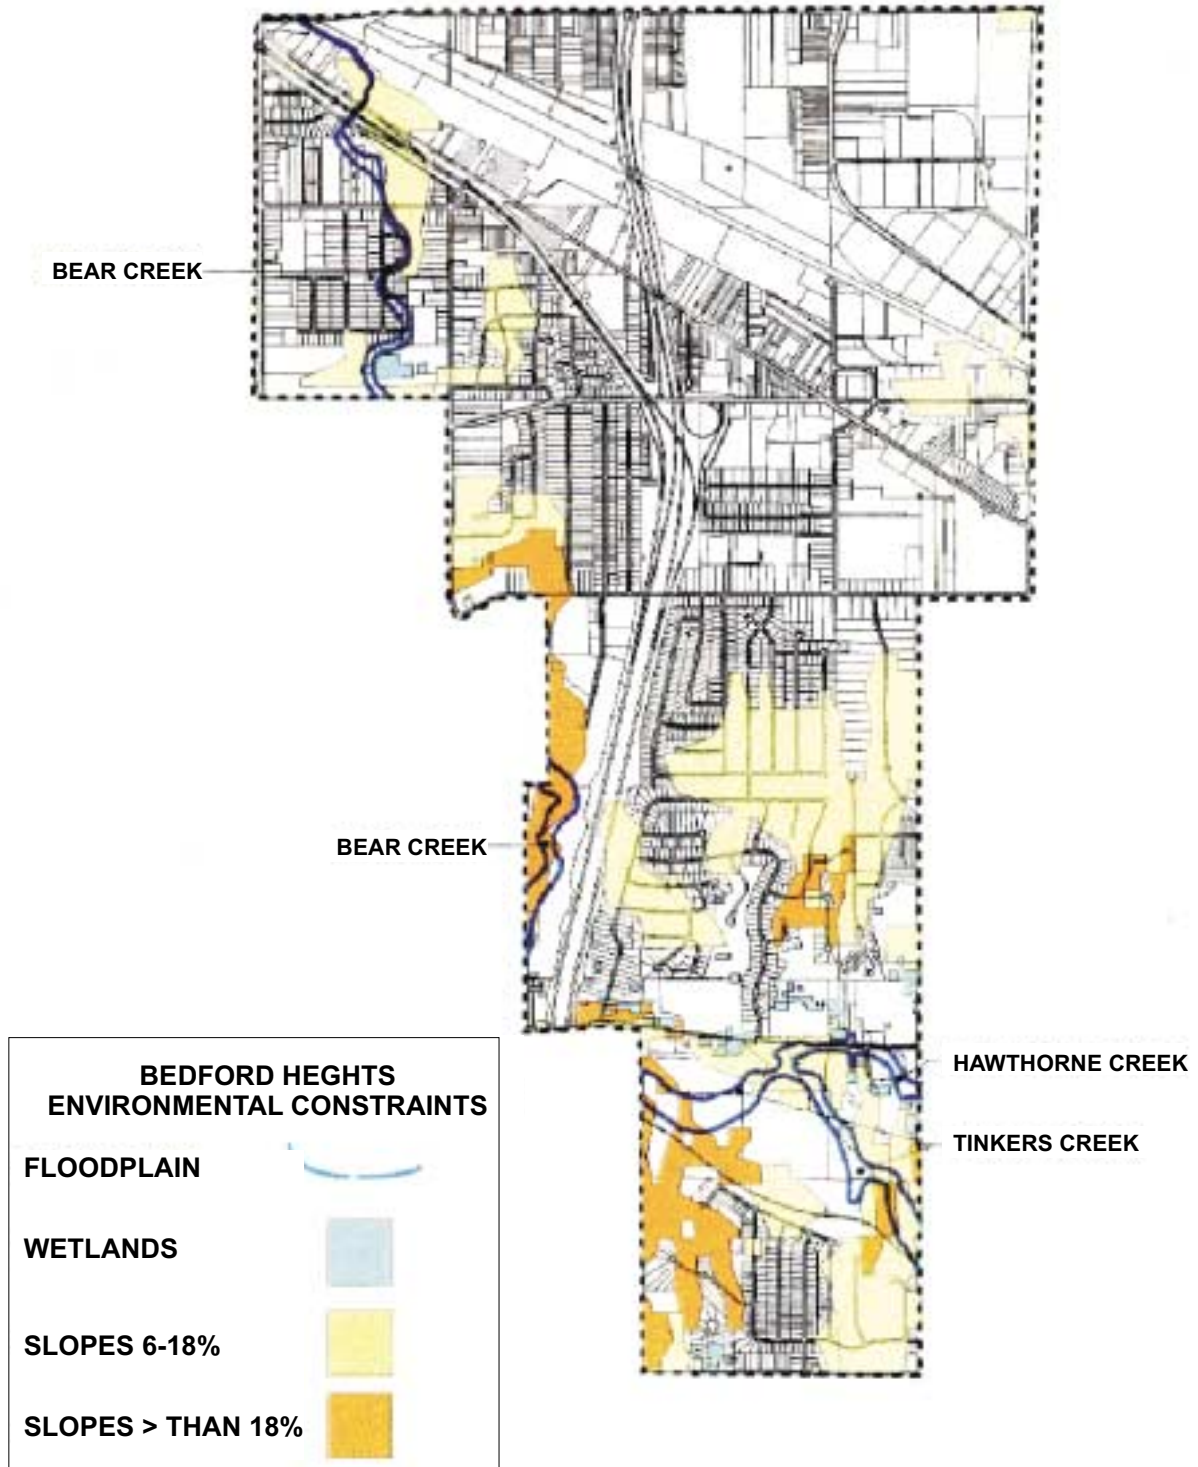 BEAR CREEK
BEAR CREEK
HAWTHORNE CREEK
TINKERS CREEK
BEDFORD HEGHTS
ENVIRONMENTAL CONSTRAINTS
FLOODPLAIN
WETLANDS
SLOPES 6-18%
SLOPES > THAN 18%